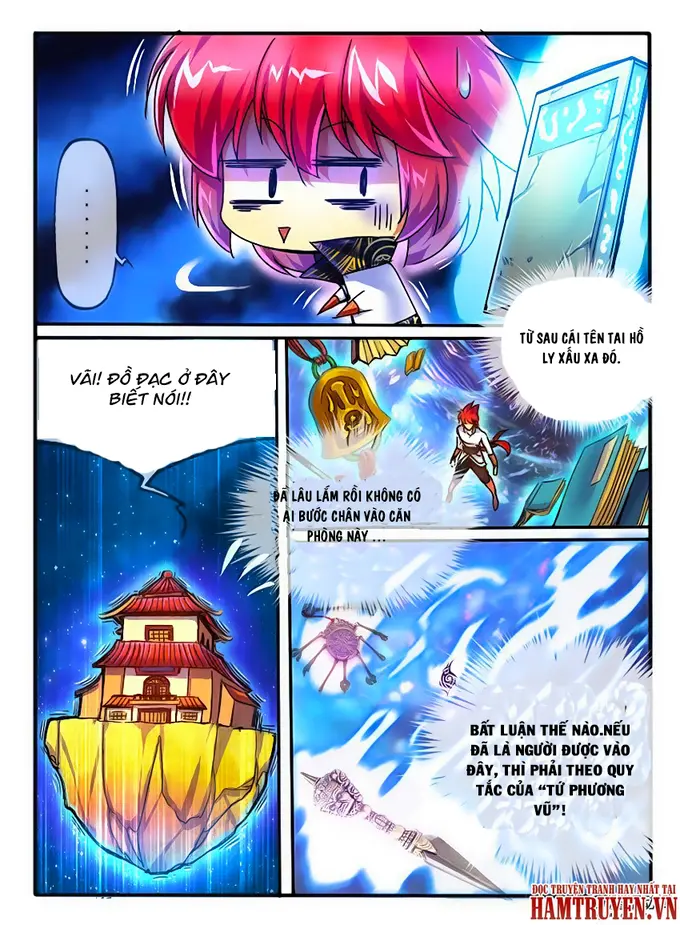 ......
TỪ SAU CÁI TÊN TAI HỒ
LY XẤU XA ĐÓ.
VÃI! ĐỒ ĐẠC Ở ĐÂY
BIẾT NÓI!!
ĐÃ LÂU LẮM RỒI KHÔNG CÓ
AI BƯỚC CHÂN VÀO CĂN
PHÒNG NÀY ...
BẤT LUẬN THẾ NÀO.NẾU
ĐÃ LÀ NGƯỜI ĐƯỢC VÀO
ĐÂY, THÌ PHẢI THEO QUY
TẮC CỦA "TỨ PHƯƠNG
VŨ"!
ĐỌC TRUYỆN TRANH HAY NHẤT TẠI
HAMTRUYEN.VN